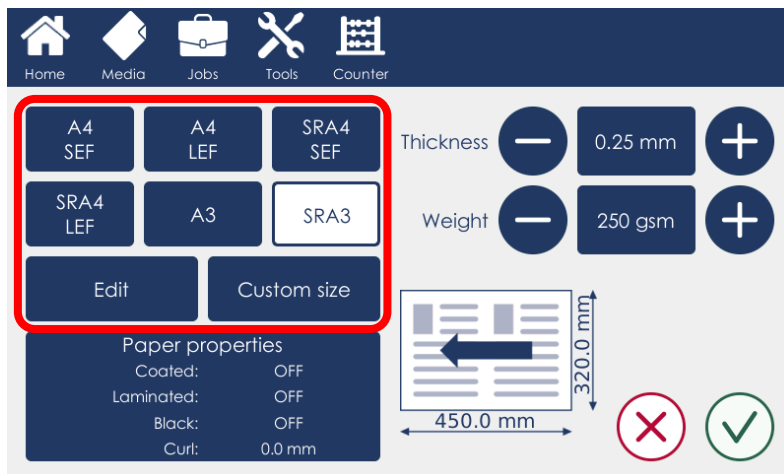 Home Media Jobs Tools Counter
A4 SEF
A4 LEF
SRA4 SEF
SRA4 LEF
A3
SRA3
Edit
Custom size
Paper properties
Coated: OFF
Laminated: OFF
Black: OFF
Curl: 0.0 mm
Thickness 0.25 mm
Weight 250 gsm
320.0 mm
450.0 mm